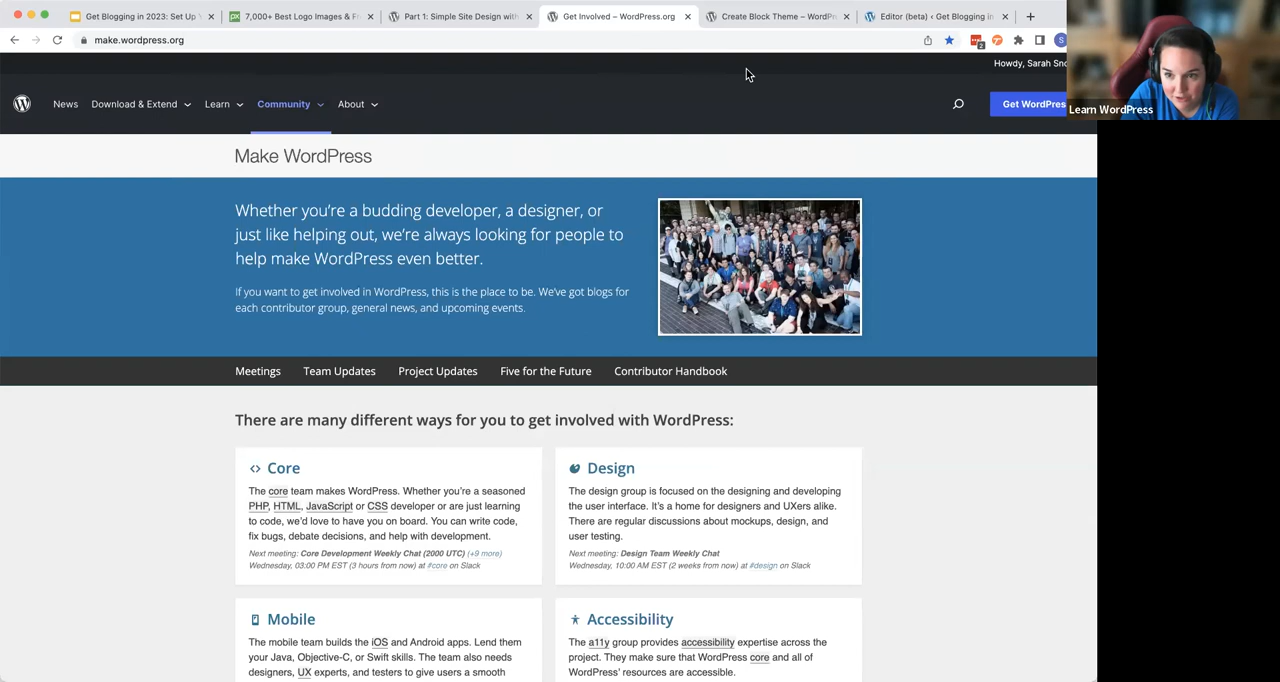 Get Blogging in 2023: Set Up
7,000+ Best Logo Images & F
Part 1: Simple Site Design with
Get Involved – WordPress.org
Create Block Theme – WordPr
Editor (beta) ‹ Get Blogging in
make.wordpress.org
2
S
Howdy, Sarah Sno
News
Download & Extend
Learn
Community
About
Get WordPres
Learn WordPress
Make WordPress
Whether you’re a budding developer, a designer, or
just like helping out, we’re always looking for people to
help make WordPress even better.
If you want to get involved in WordPress, this is the place to be. We’ve got blogs for
each contributor group, general news, and upcoming events.
Meetings
Team Updates
Project Updates
Five for the Future
Contributor Handbook
There are many different ways for you to get involved with WordPress:
Core
The core team makes WordPress. Whether you’re a seasoned
PHP, HTML, JavaScript or CSS developer or are just learning
to code, we’d love to have you on board. You can write code,
fix bugs, debate decisions, and help with development.
Next meeting: Core Development Weekly Chat (2000 UTC) (+9 more)
Wednesday, 03:00 PM EST (3 hours from now) at #core on Slack
Design
The design group is focused on the designing and developing
the user interface. It’s a home for designers and UXers alike.
There are regular discussions about mockups, design, and
user testing.
Next meeting: Design Team Weekly Chat
Wednesday, 10:00 AM EST (2 weeks from now) at #design on Slack
Mobile
The mobile team builds the iOS and Android apps. Lend them
your Java, Objective-C, or Swift skills. The team also needs
designers, UX experts, and testers to give users a smooth
Accessibility
The a11y group provides accessibility expertise across the
project. They make sure that WordPress core and all of
WordPress’ resources are accessible.